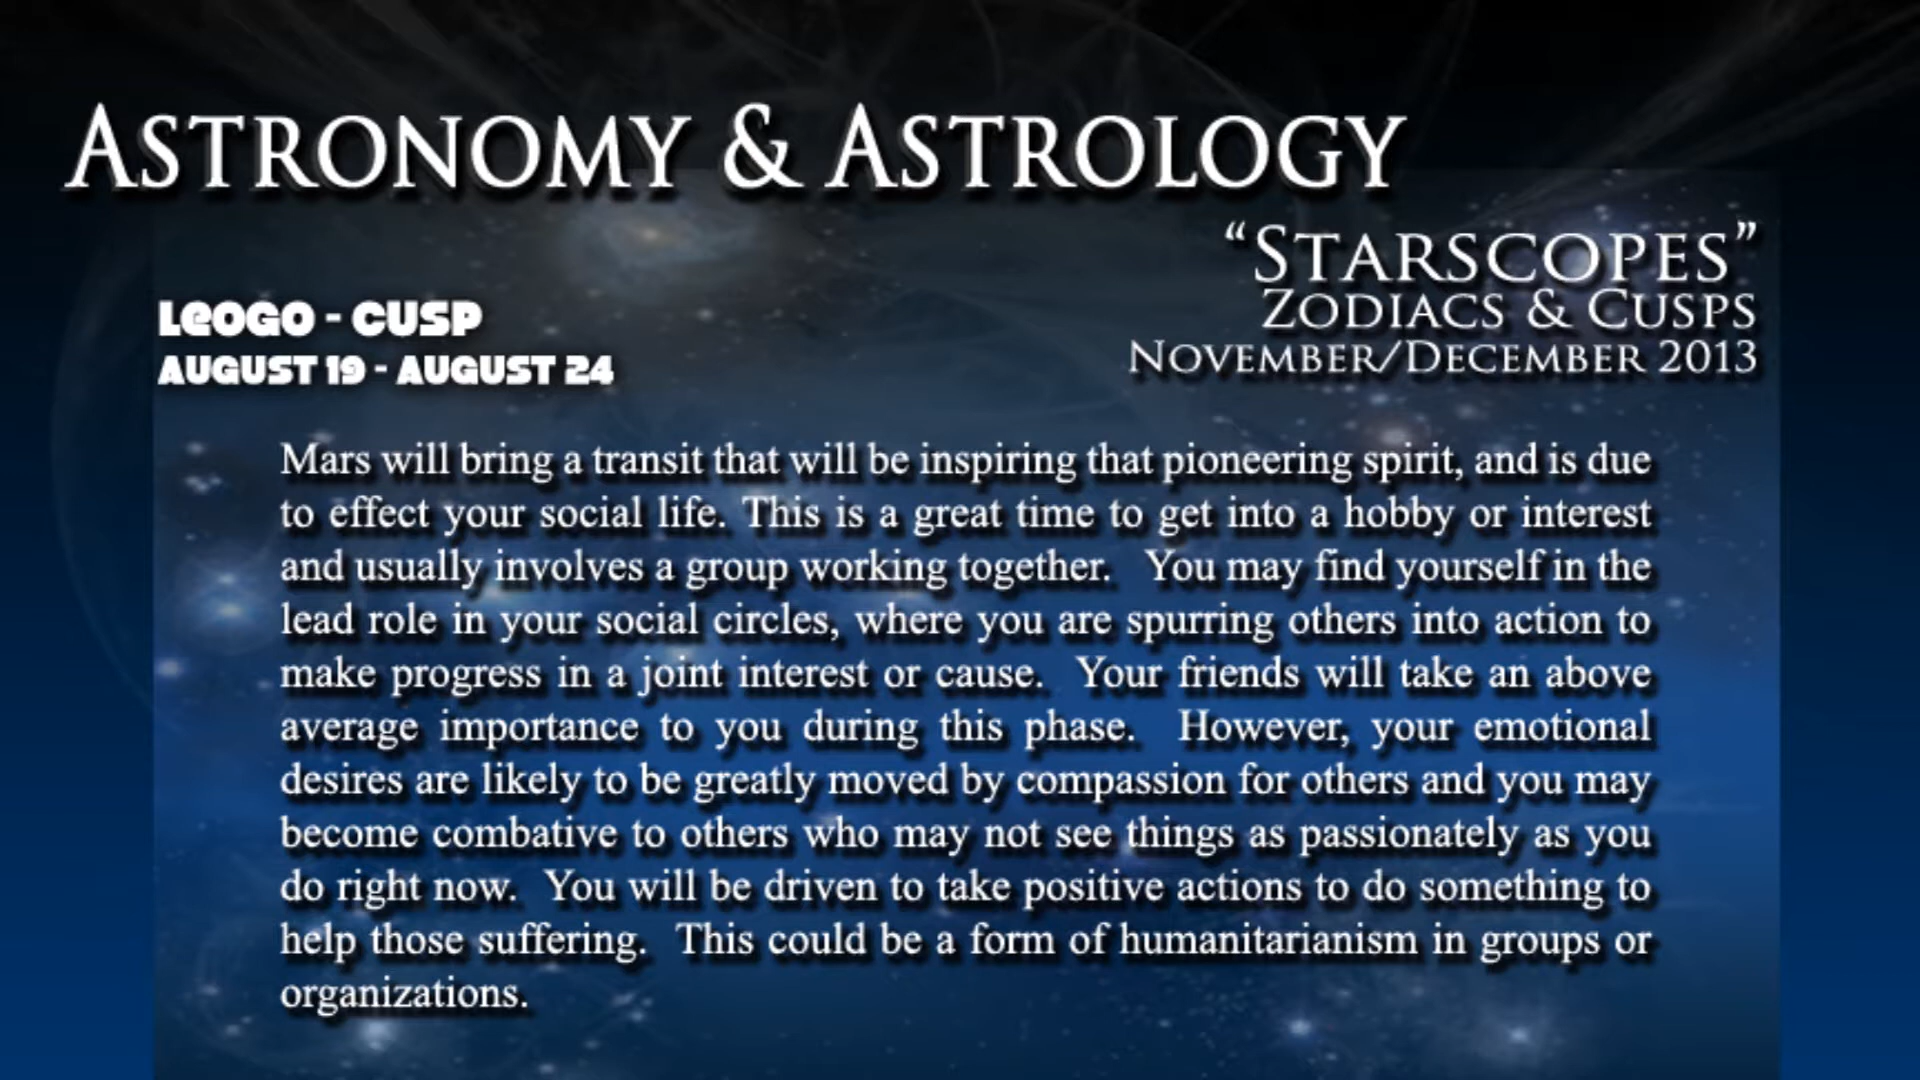 ASTRONOMY & ASTROLOGY
"STARSCOPES"
ZODIACS & CUSPS
NOVEMBER/DECEMBER 2013
LeOGO - CUSP
AUGUST 19 - AUGUST 24
Mars will bring a transit that will be inspiring that pioneering spirit, and is due
to effect your social life. This is a great time to get into a hobby or interest
and usually involves a group working together. You may find yourself in the
lead role in your social circles, where you are spurring others into action to
make progress in a joint interest or cause. Your friends will take an above
average importance to you during this phase. However, your emotional
desires are likely to be greatly moved by compassion for others and you may
become combative to others who may not see things as passionately as you
do right now. You will be driven to take positive actions to do something to
help those suffering. This could be a form of humanitarianism in groups or
organizations.